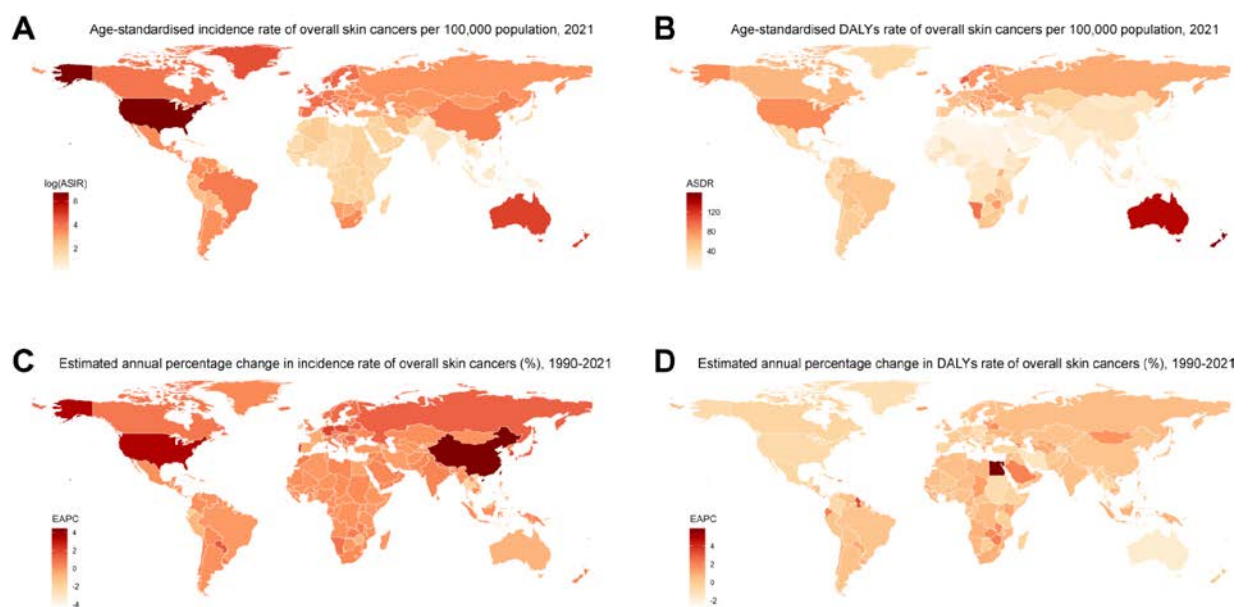 A
Age-standardised incidence rate of overall skin cancers per 100,000 population, 2021
log(ASIR)
8
6
4
2
B
Age-standardised DALYs rate of overall skin cancers per 100,000 population, 2021
ASDR
120
80
40
C
Estimated annual percentage change in incidence rate of overall skin cancers (%), 1990-2021
EAPC
4
2
0
-2
-4
D
Estimated annual percentage change in DALYs rate of overall skin cancers (%), 1990-2021
EAPC
4
2
0
-2